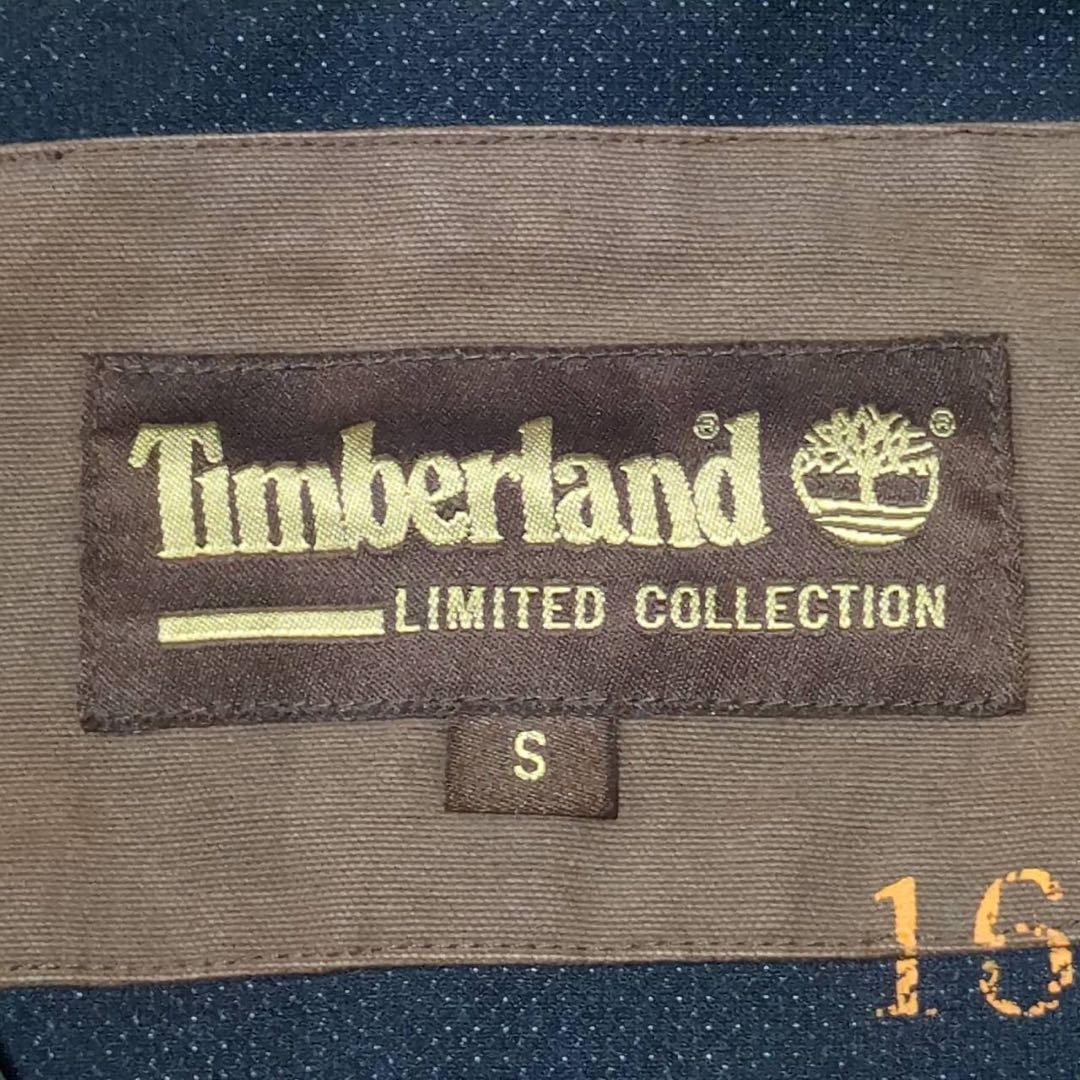 Timberland®
®
LIMITED COLLECTION
S
16